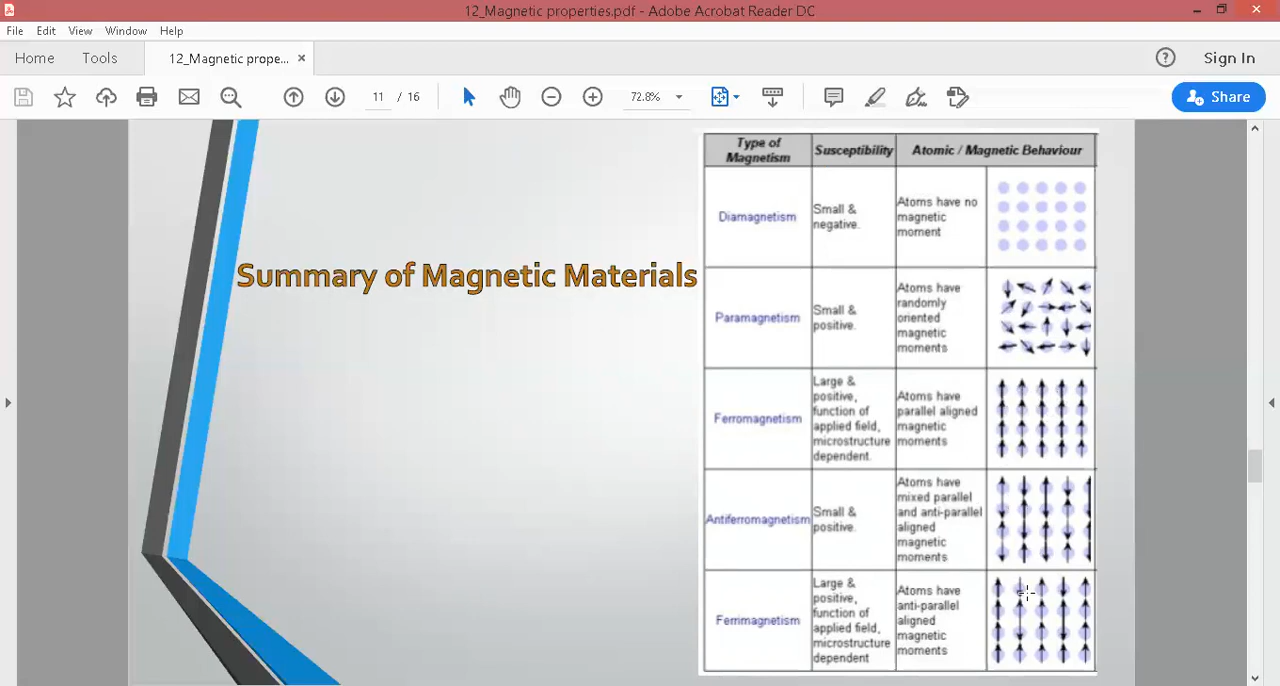 12_Magnetic properties.pdf - Adobe Acrobat Reader DC
File Edit View Window Help
Home Tools 12_Magnetic prope... × Sign In
11 / 16 72.8% Share
Summary of Magnetic Materials
Type of
Magnetism
Susceptibility
Atomic / Magnetic Behaviour
Diamagnetism
Small &
negative.
Atoms have no
magnetic
moment
Paramagnetism
Small &
positive.
Atoms have
randomly
oriented
magnetic
moments
Ferromagnetism
Large &
positive,
function of
applied field,
microstructure
dependent.
Atoms have
parallel aligned
magnetic
moments
Antiferromagnetism
Small &
positive.
Atoms have
mixed parallel
and anti-parallel
aligned
magnetic
moments
Ferrimagnetism
Large &
positive,
function of
applied field,
microstructure
dependent
Atoms have
anti-parallel
aligned
magnetic
moments